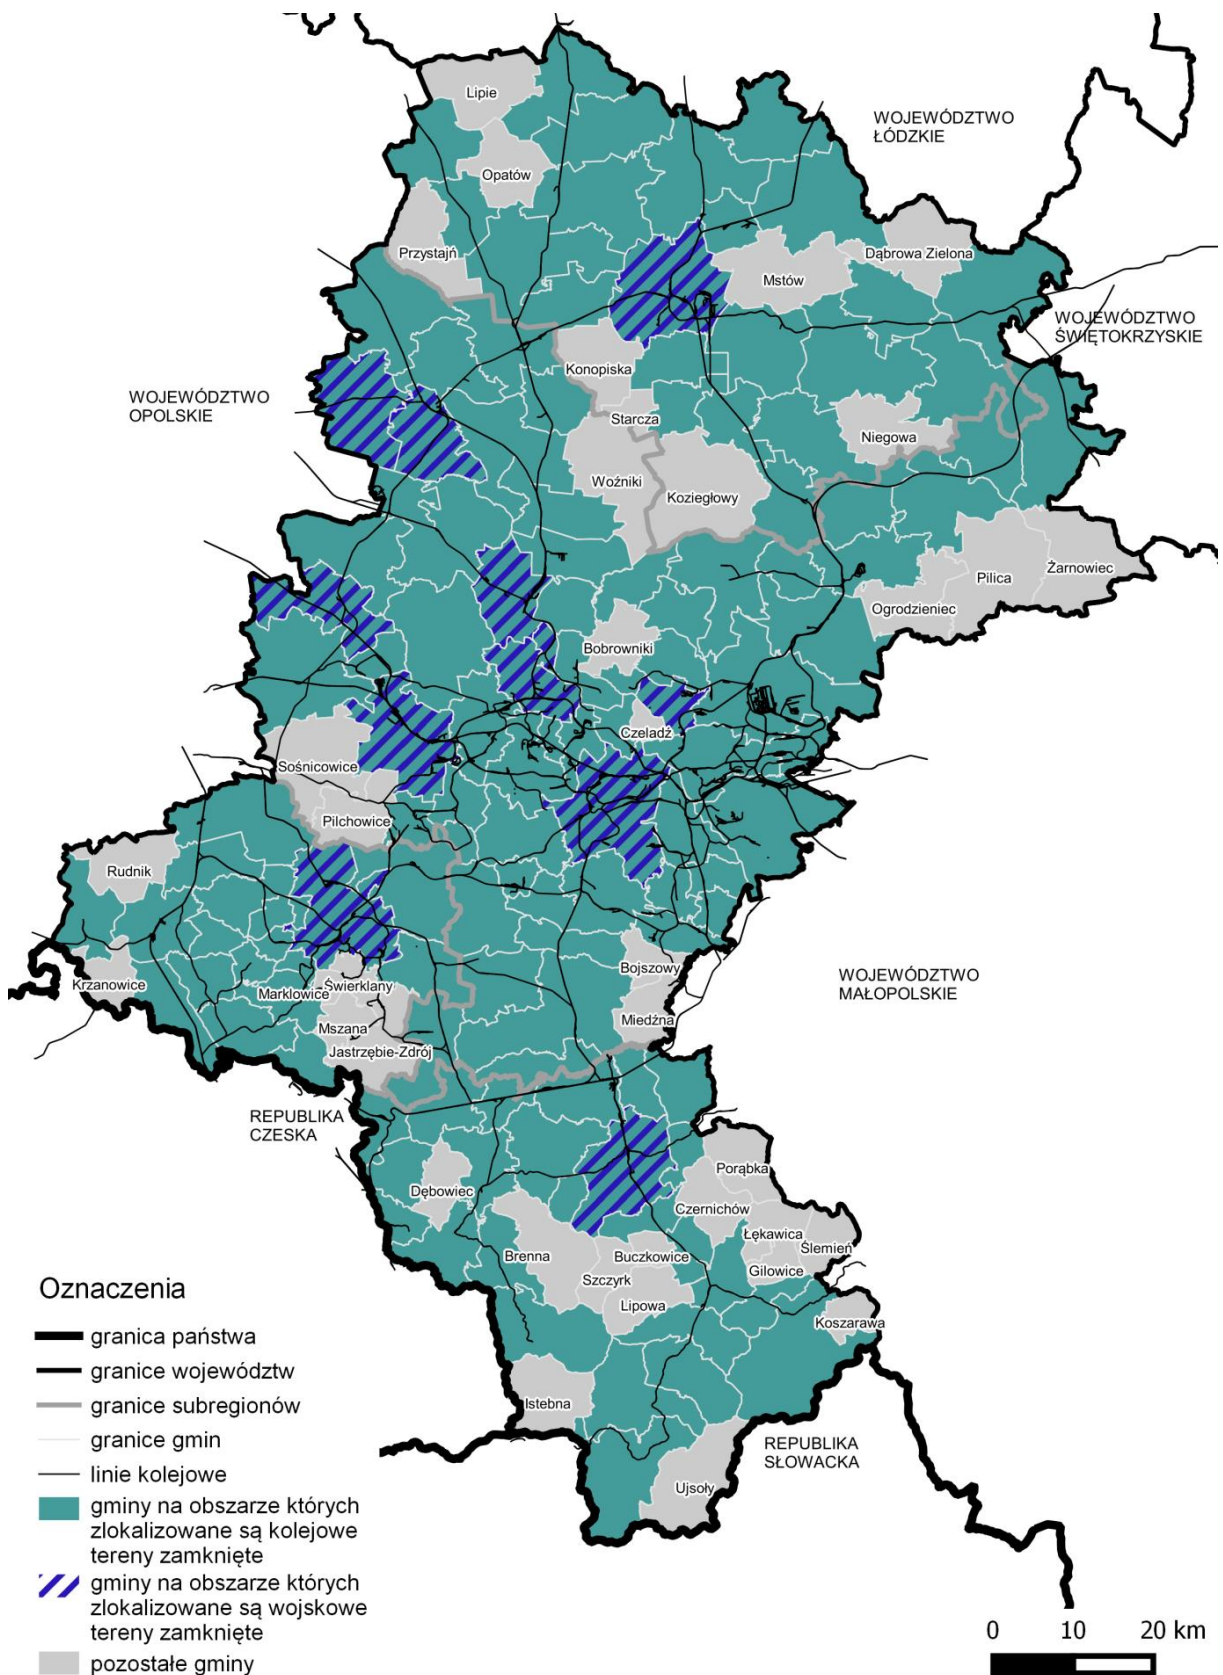 Lipie
WOJEWÓDZTWO
ŁÓDZKIE
Opatów
Przystajń
Dąbrowa Zielona
Mstów
WOJEWÓDZTWO
ŚWIĘTOKRZYSKIE
Konopiska
WOJEWÓDZTWO
OPOLSKIE
Starcza
Niegowa
Woźniki
Koziegłowy
Pilica
Żarnowiec
Ogrodzieniec
Bobrowniki
Czeladź
Sośnicowice
Pilchowice
Rudnik
Bojszowy
WOJEWÓDZTWO
MAŁOPOLSKIE
Krzanowice
Świerklany
Marklowice
Miedźna
Mszana
Jastrzębie-Zdrój
REPUBLIKA
CZESKA
Porąbka
Dębowiec
Czernichów
Łękawica
Ślemień
Brenna
Buczkowice
Gilowice
Szczyrk
Lipowa
Koszarawa
Istebna
REPUBLIKA
SŁOWACKA
Ujsoły
Oznaczenia
granica państwa
granice województw
granice subregionów
granice gmin
linie kolejowe
gminy na obszarze których
zlokalizowane są kolejowe
tereny zamknięte
gminy na obszarze których
zlokalizowane są wojskowe
tereny zamknięte
pozostałe gminy
0 10 20 km